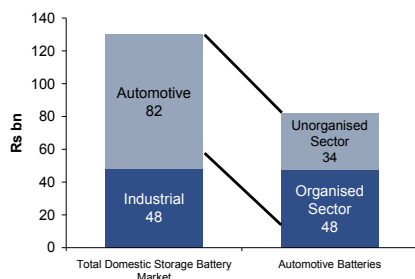 140
120
100
80
60
40
20
0
Rs bn
Automotive
82
Industrial
48
Unorganised
Sector
34
Organised
Sector
48
Total Domestic Storage Battery
Market
Automotive Batteries